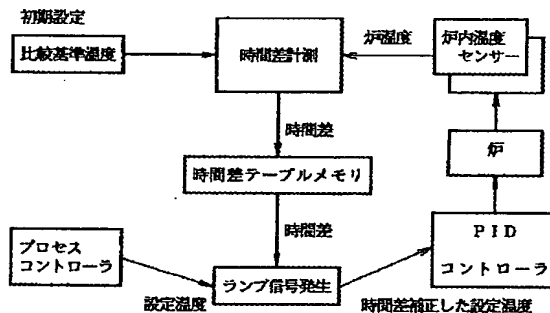 初期設定
比較基準温度
時間差計測
炉温度
炉内温度
センサー
時間差
炉
時間差テーブルメモリ
時間差
プロセス
コントローラ
PID
コントローラ
設定温度
ランプ信号発生
時間差補正した設定温度